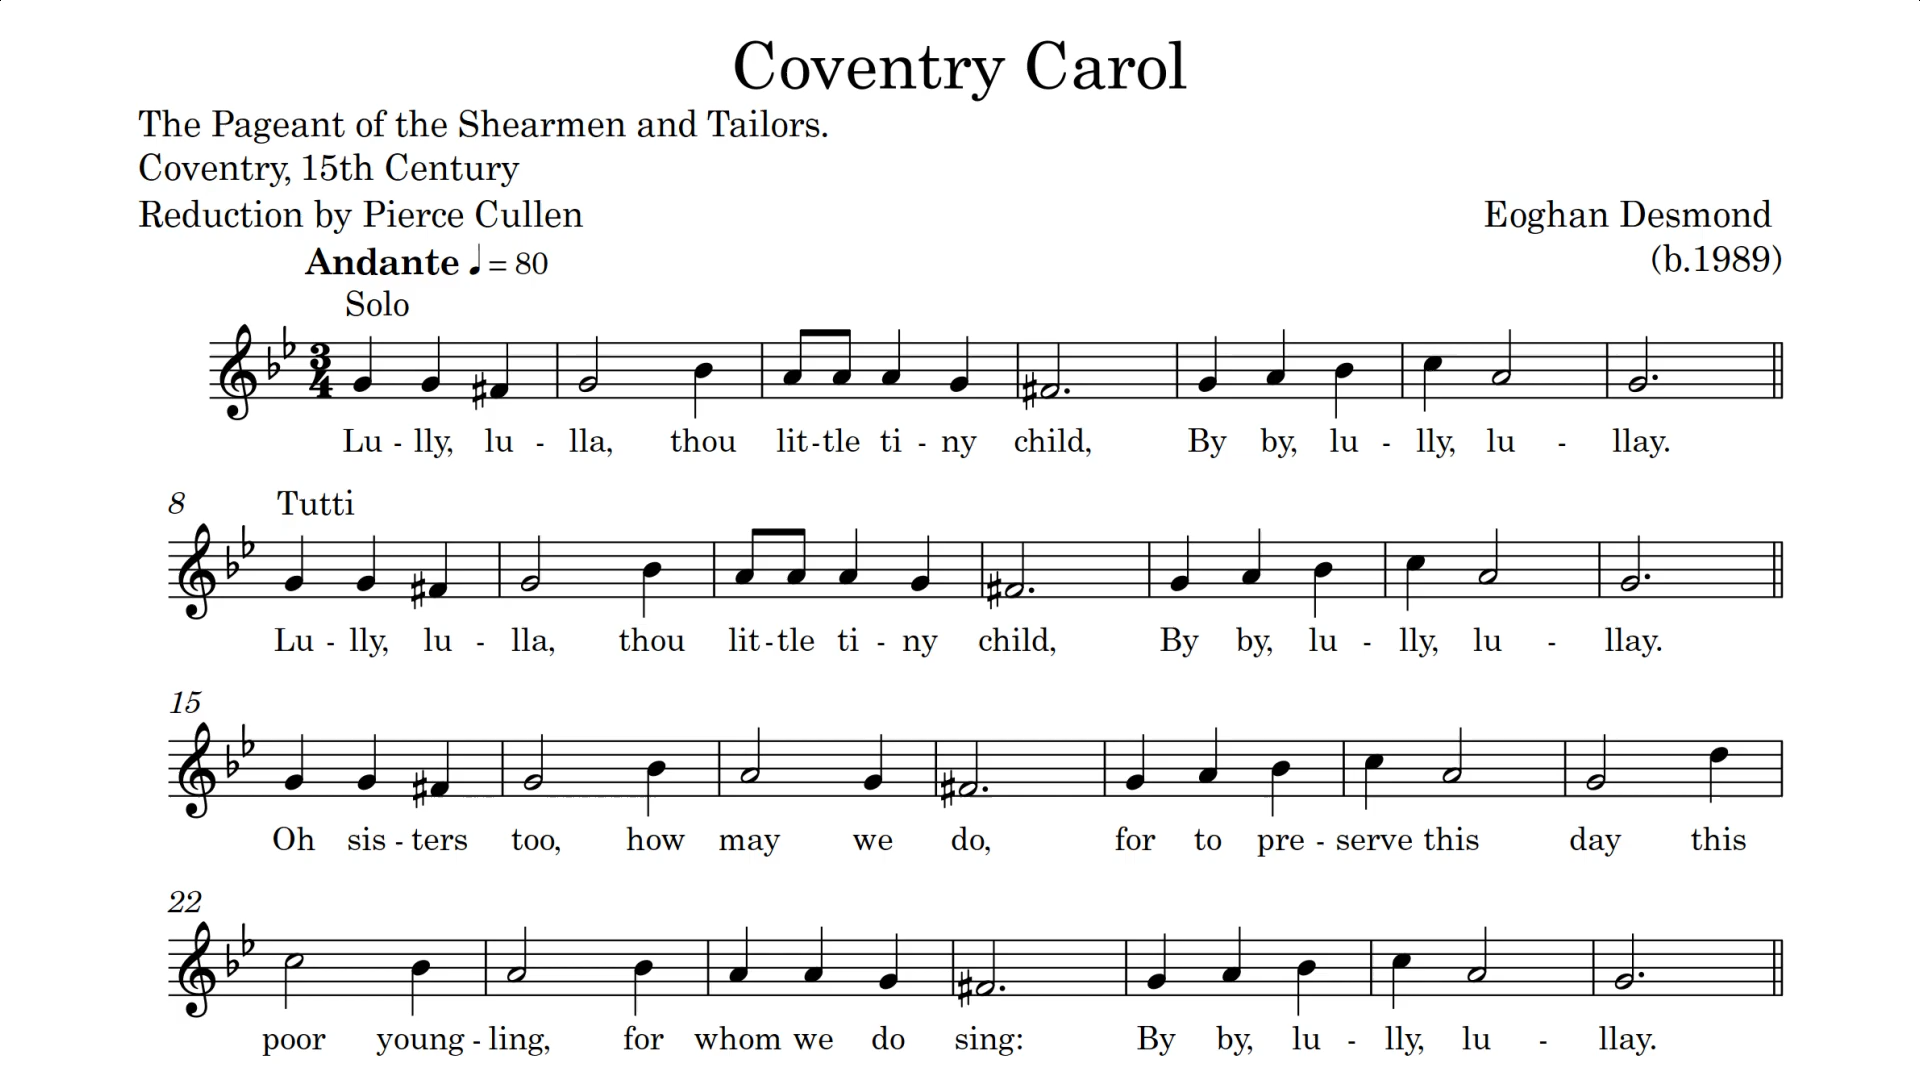 Coventry Carol
The Pageant of the Shearmen and Tailors.
Coventry, 15th Century
Reduction by Pierce Cullen
Eoghan Desmond
(b.1989)
Andante ♩ = 80
Solo
3
4
Lu - lly, lu - lla, thou lit-tle ti - ny child, By by, lu - lly, lu - llay.
8 Tutti
Lu - lly, lu - lla, thou lit-tle ti - ny child, By by, lu - lly, lu - llay.
15
Oh sis - ters too, how may we do, for to pre - serve this day this
22
poor young - ling, for whom we do sing: By by, lu - lly, lu - llay.